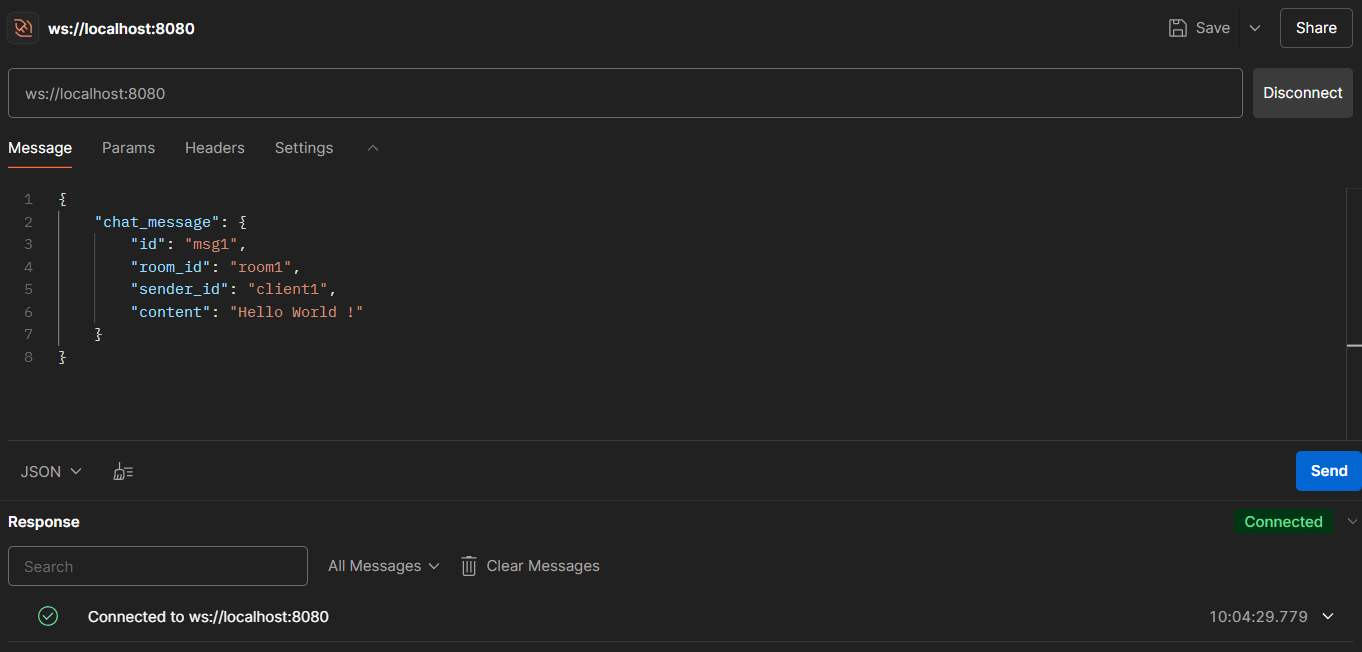 ws://localhost:8080 Save Share
ws://localhost:8080 Disconnect
Message Params Headers Settings
1 {
2 "chat_message": {
3 "id": "msg1",
4 "room_id": "room1",
5 "sender_id": "client1",
6 "content": "Hello World !"
7 }
8 }
JSON Send
Response Connected
Search All Messages Clear Messages
Connected to ws://localhost:8080 10:04:29.779